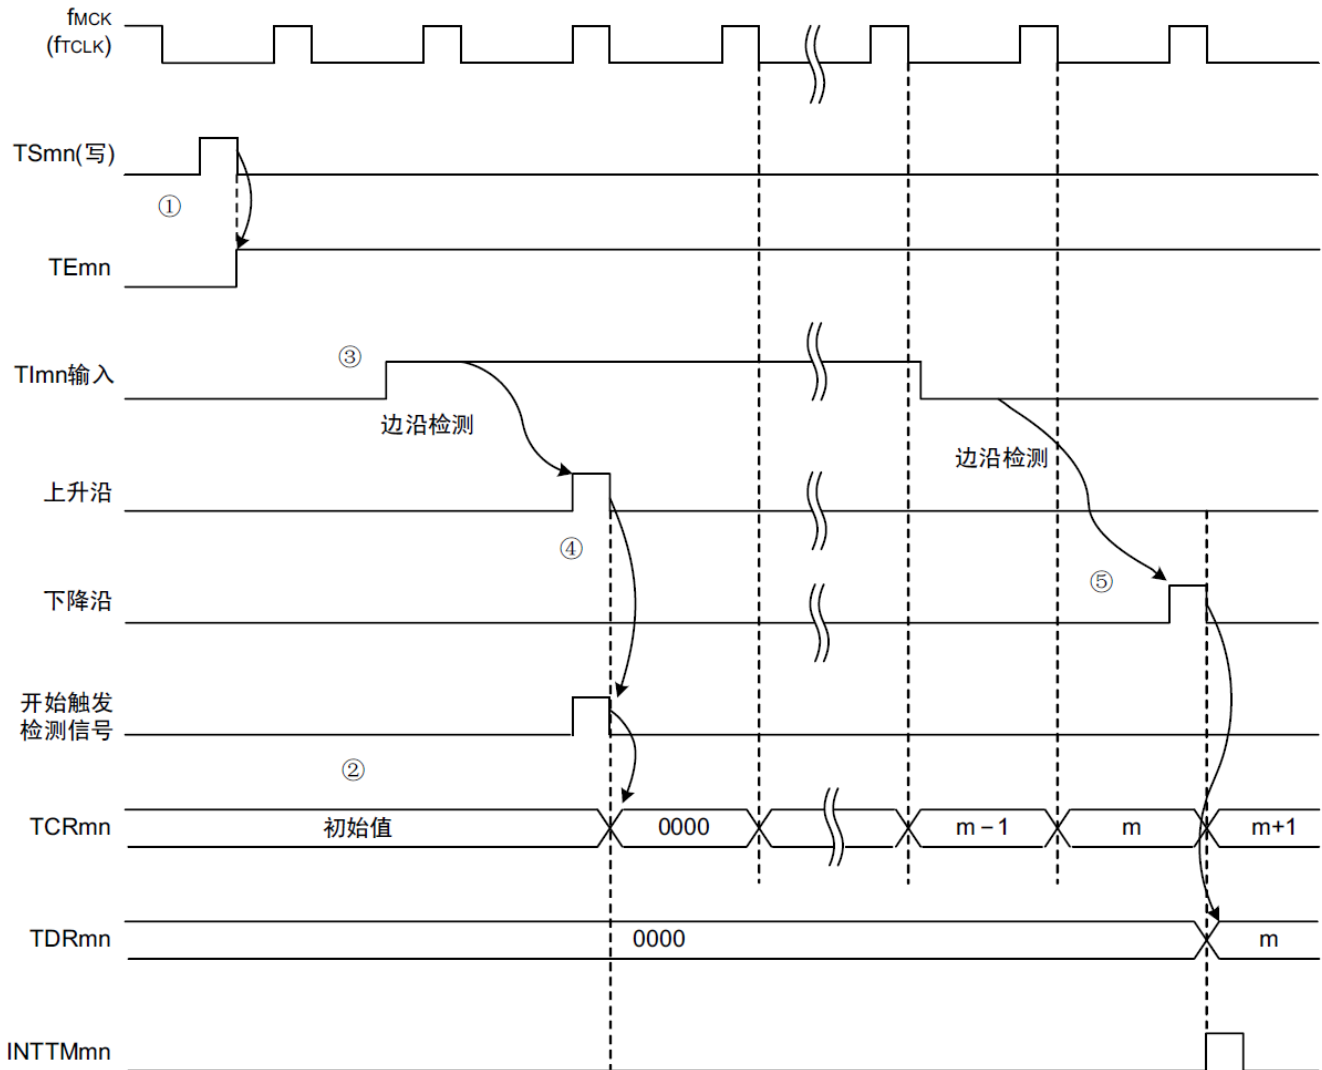 fMCK
(fTCLK)
TSmn(写)
①
TEmn
③
TImn输入
边沿检测
边沿检测
上升沿
④
⑤
下降沿
开始触发
检测信号
②
TCRmn
初始值
0000
m－1
m
m+1
TDRmn
0000
m
INTTMmn